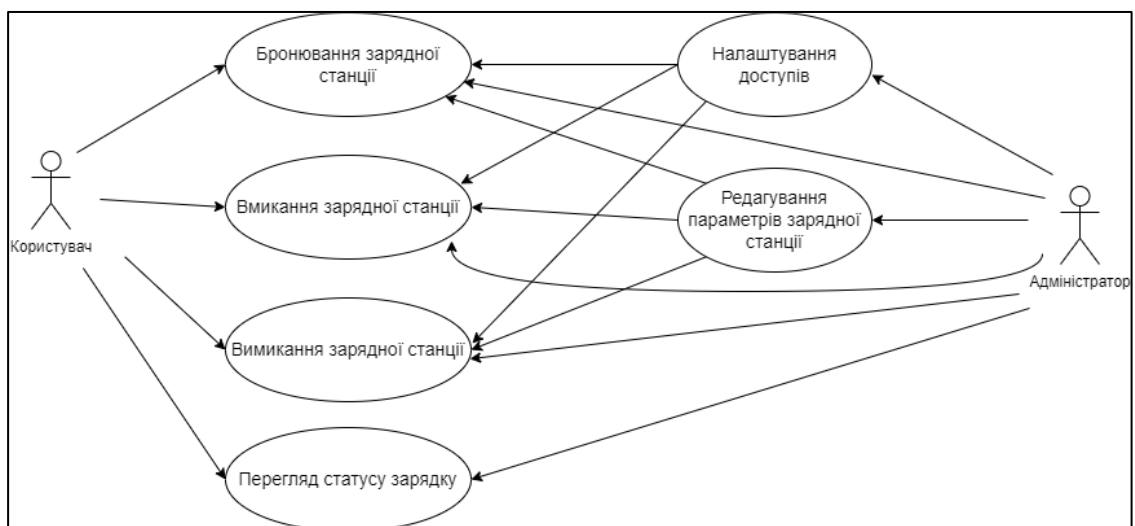 Бронювання зарядної
станції
Налаштування
доступів
Вмикання зарядної станції
Редагування
параметрів зарядної
станції
Користувач
Адміністратор
Вимикання зарядної станції
Перегляд статусу зарядку